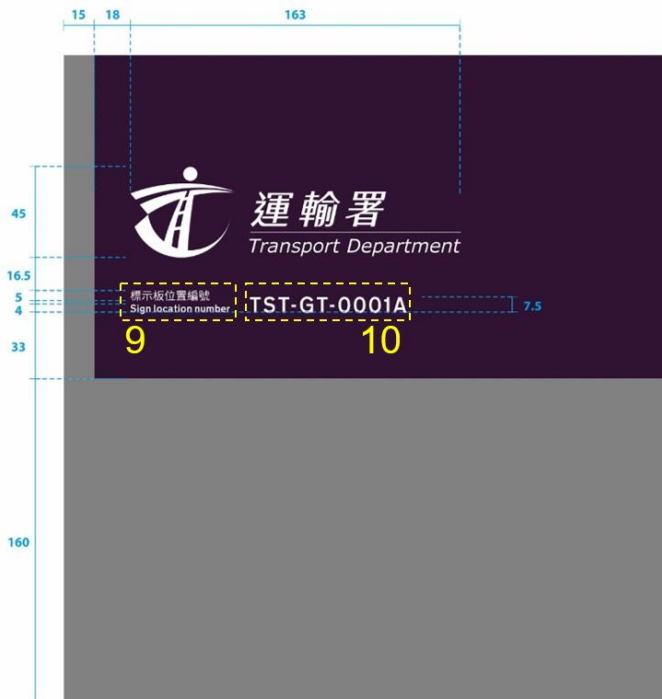 15 18 163
45
運輸署
Transport Department
16.5
5
標示板位置編號
Sign location number
TST-GT-0001A
4
7.5
9
10
33
160